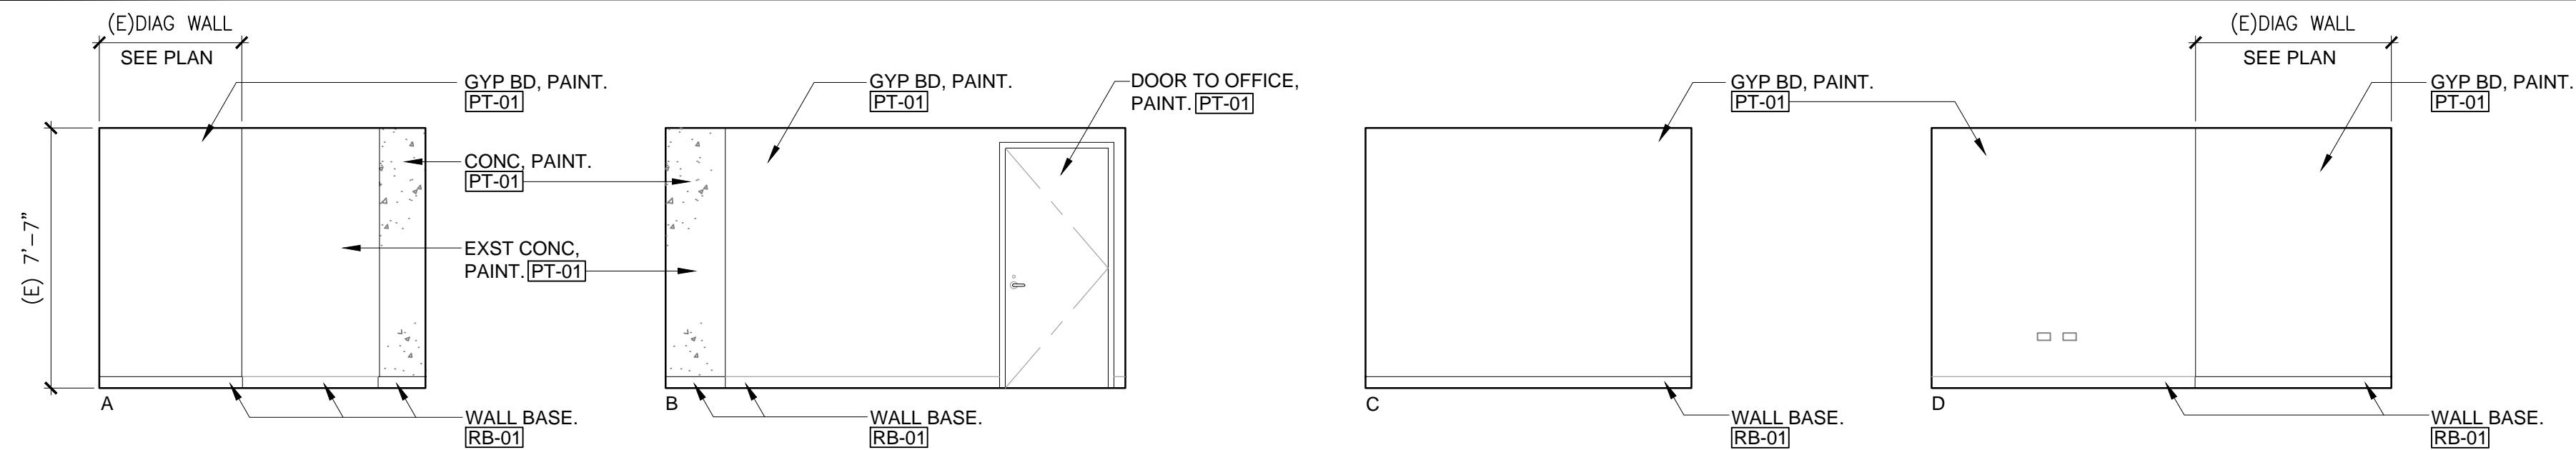 (E)DIAG WALL
SEE PLAN
GYP BD, PAINT.
PT-01
CONC, PAINT.
PT-01
EXST CONC,
PAINT. PT-01
(E) 7'-7"
A
WALL BASE.
RB-01
GYP BD, PAINT.
PT-01
DOOR TO OFFICE,
PAINT. PT-01
B
WALL BASE.
RB-01
GYP BD, PAINT.
PT-01
C
WALL BASE.
RB-01
(E)DIAG WALL
SEE PLAN
GYP BD, PAINT.
PT-01
D
WALL BASE.
RB-01